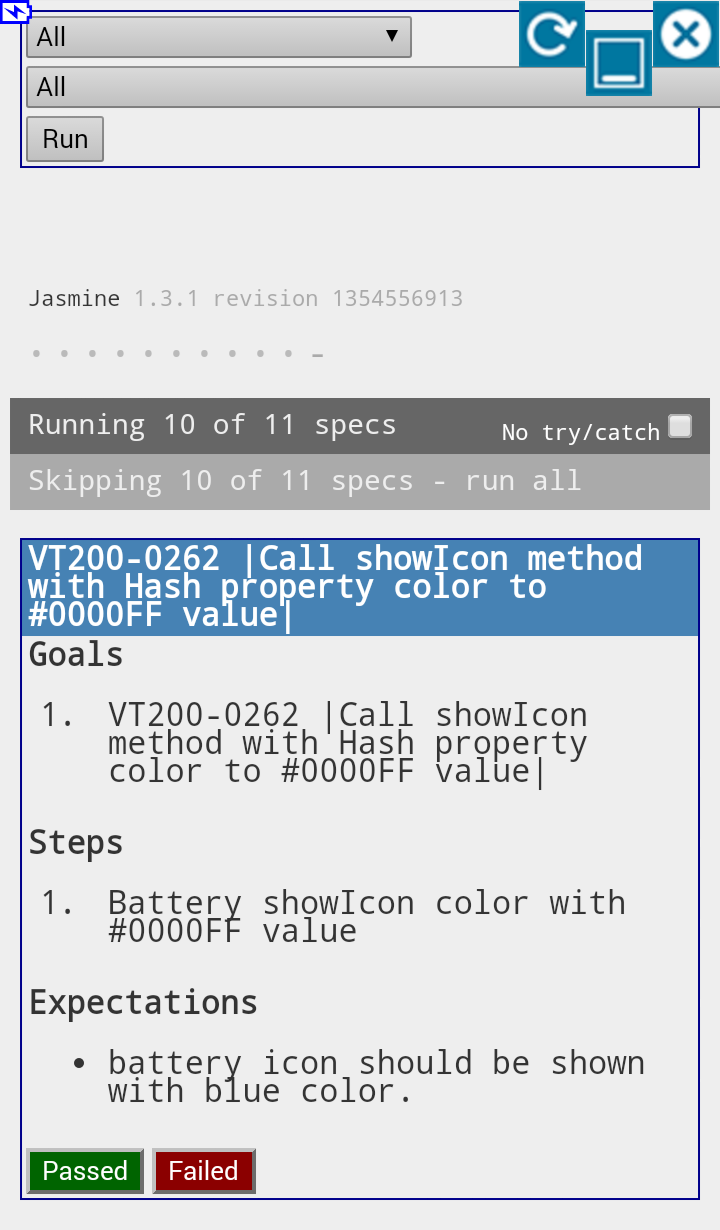 All
All
Run
Jasmine 1.3.1 revision 1354556913
• • • • • • • • • • -
Running 10 of 11 specs No try/catch
Skipping 10 of 11 specs - run all
VT200-0262 |Call showIcon method
with Hash property color to
#0000FF value|
Goals
1. VT200-0262 |Call showIcon
method with Hash property
color to #0000FF value|
Steps
1. Battery showIcon color with
#0000FF value
Expectations
• battery icon should be shown
with blue color.
Passed Failed